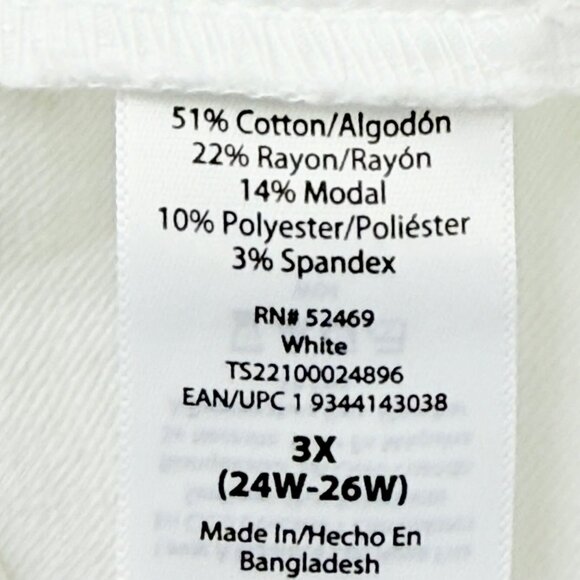 51% Cotton/Algodón
22% Rayon/Rayón
14% Modal
10% Polyester/Poliéster
3% Spandex
RN# 52469
White
TS22100024896
EAN/UPC 1 9344143038
3X
(24W-26W)
Made In/Hecho En
Bangladesh